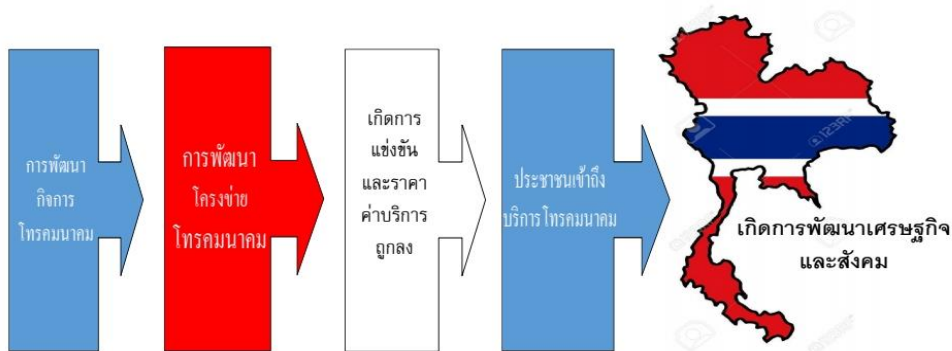 การพัฒนา
กิจการ
โทรคมนาคม
การพัฒนา
โครงข่าย
โทรคมนาคม
เกิดการ
แข่งขัน
และราคา
ค่าบริการ
ถูกลง
ประชาชนเข้าถึง
บริการโทรคมนาคม
เกิดการพัฒนาเศรษฐกิจ
และสังคม
123RF